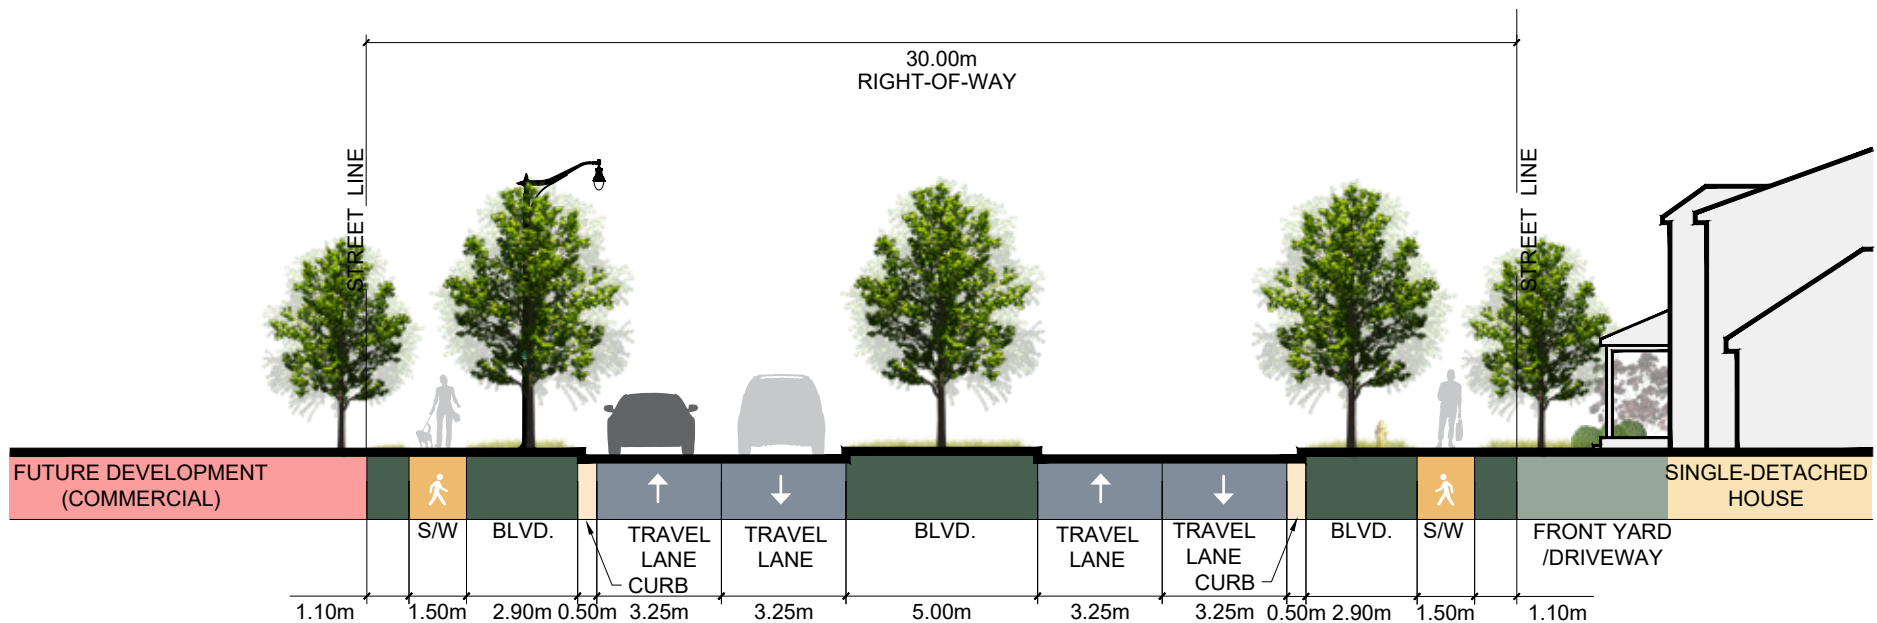 30.00m
RIGHT-OF-WAY
STREET LINE
STREET LINE
FUTURE DEVELOPMENT
(COMMERCIAL)
SINGLE-DETACHED
HOUSE
S/W
BLVD.
CURB
TRAVEL
LANE
TRAVEL
LANE
BLVD.
TRAVEL
LANE
TRAVEL
LANE
CURB
BLVD.
S/W
FRONT YARD
/DRIVEWAY
1.10m
1.50m
2.90m
0.50m
3.25m
3.25m
5.00m
3.25m
3.25m
0.50m
2.90m
1.50m
1.10m